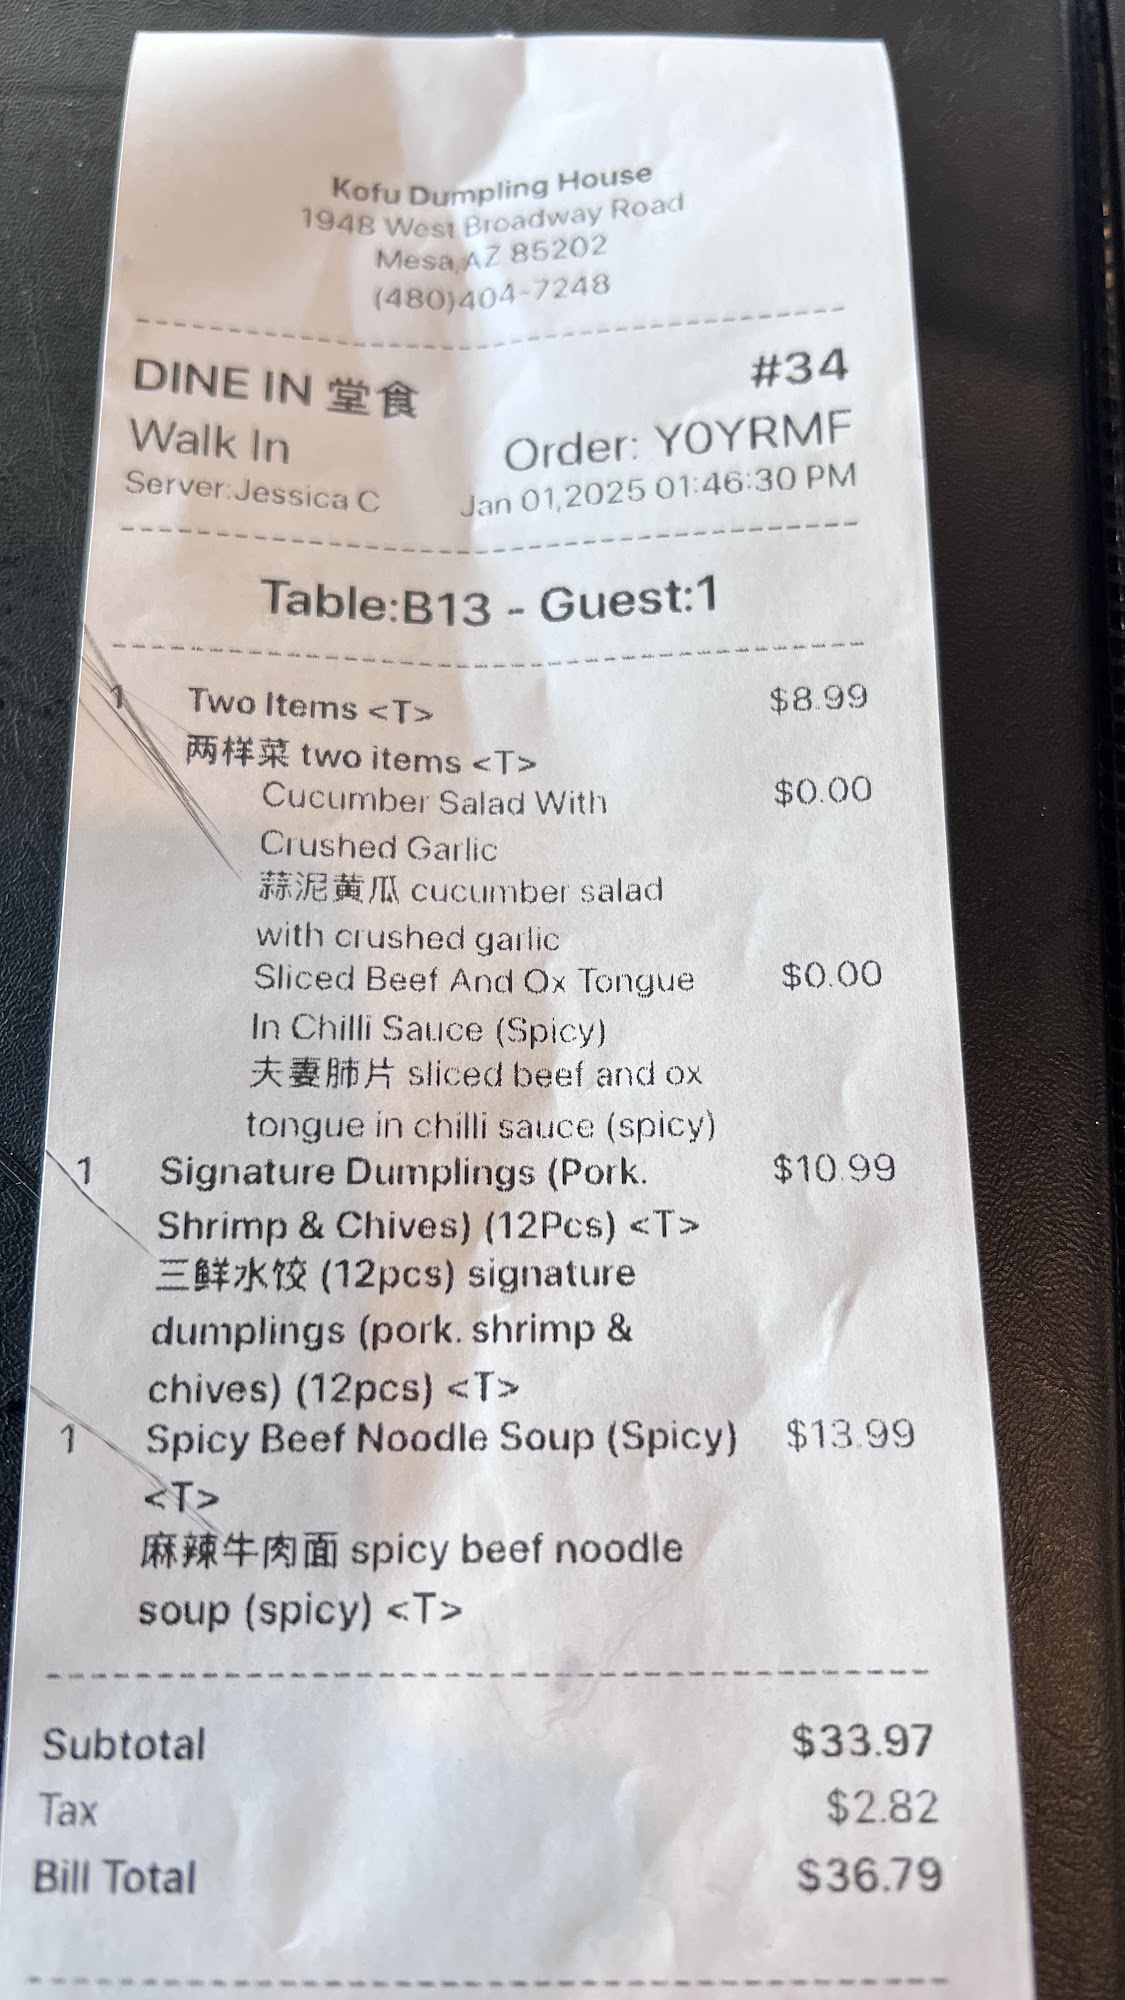 Kofu Dumpling House
1948 West Broadway Road
Mesa,AZ 85202
(480)404-7248
DINE IN 堂食 #34
Walk In Order: Y0YRMF
Server:Jessica C Jan 01,2025 01:46:30 PM
Table:B13 - Guest:1
1 Two Items <T> $8.99
两样菜 two items <T>
Cucumber Salad With $0.00
Crushed Garlic
蒜泥黄瓜 cucumber salad
with crushed garlic
Sliced Beef And Ox Tongue $0.00
In Chilli Sauce (Spicy)
夫妻肺片 sliced beef and ox
tongue in chilli sauce (spicy)
1 Signature Dumplings (Pork. $10.99
Shrimp & Chives) (12Pcs) <T>
三鲜水饺 (12pcs) signature
dumplings (pork. shrimp &
chives) (12pcs) <T>
1 Spicy Beef Noodle Soup (Spicy) $13.99
<T>
麻辣牛肉面 spicy beef noodle
soup (spicy) <T>
Subtotal $33.97
Tax $2.82
Bill Total $36.79